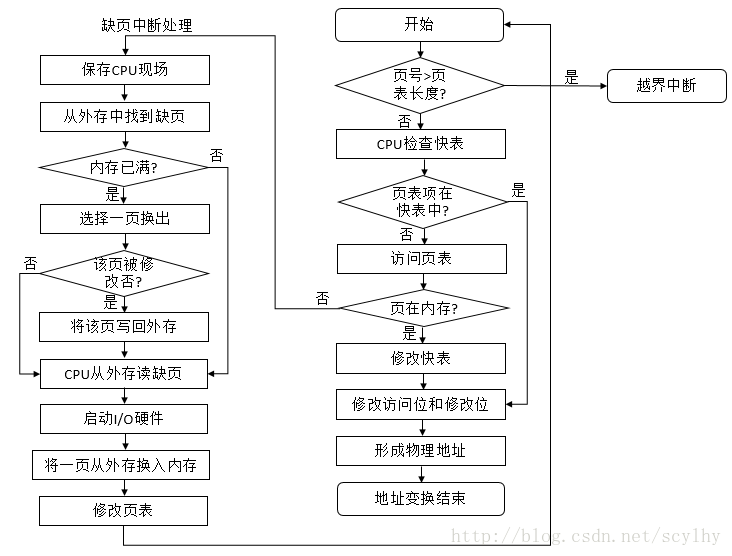 缺页中断处理
保存CPU现场
从外存中找到缺页
内存已满?
否
是
选择一页换出
否
该页被修
改否?
是
将该页写回外存
CPU从外存读缺页
启动I/O硬件
将一页从外存换入内存
修改页表
开始
页号>页
表长度?
是
越界中断
否
CPU检查快表
页表项在
快表中?
是
否
访问页表
否
页在内存?
是
修改快表
修改访问位和修改位
形成物理地址
地址变换结束
http://blog.csdn.net/scylhy